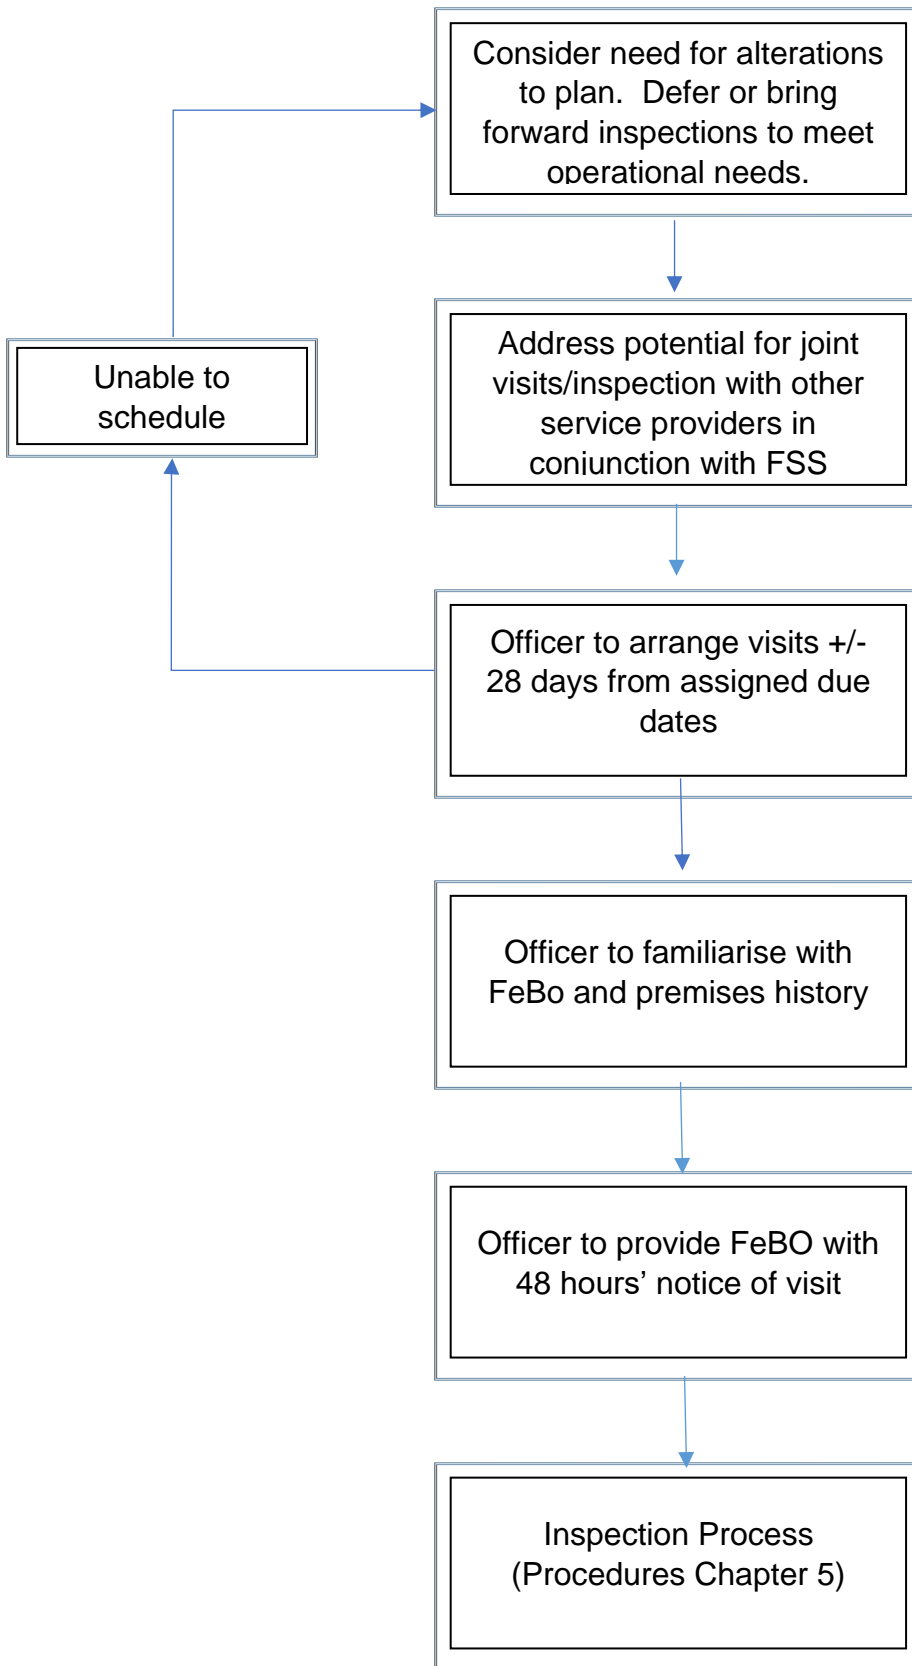 Consider need for alterations
to plan.  Defer or bring
forward inspections to meet
operational needs.
Address potential for joint
visits/inspection with other
service providers in
conjunction with FSS
Unable to
schedule
Officer to arrange visits +/-
28 days from assigned due
dates
Officer to familiarise with
FeBo and premises history
Officer to provide FeBO with
48 hours’ notice of visit
Inspection Process
(Procedures Chapter 5)